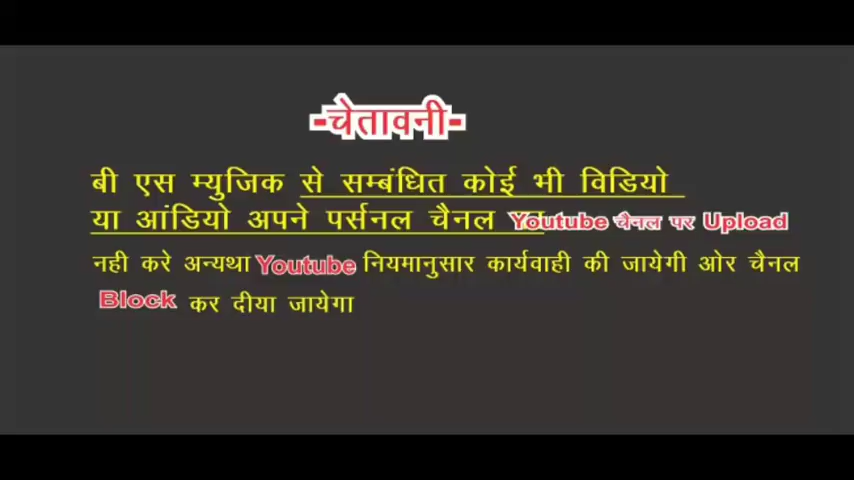 -चेतावनी-
बी एस म्युजिक से सम्बंधित कोई भी विडियो
या आंडियो अपने पर्सनल चैनल Youtube चैनल पर Upload
नही करे अन्यथा Youtube नियमानुसार कार्यवाही की जायेगी ओर चैनल
Block कर दीया जायेगा